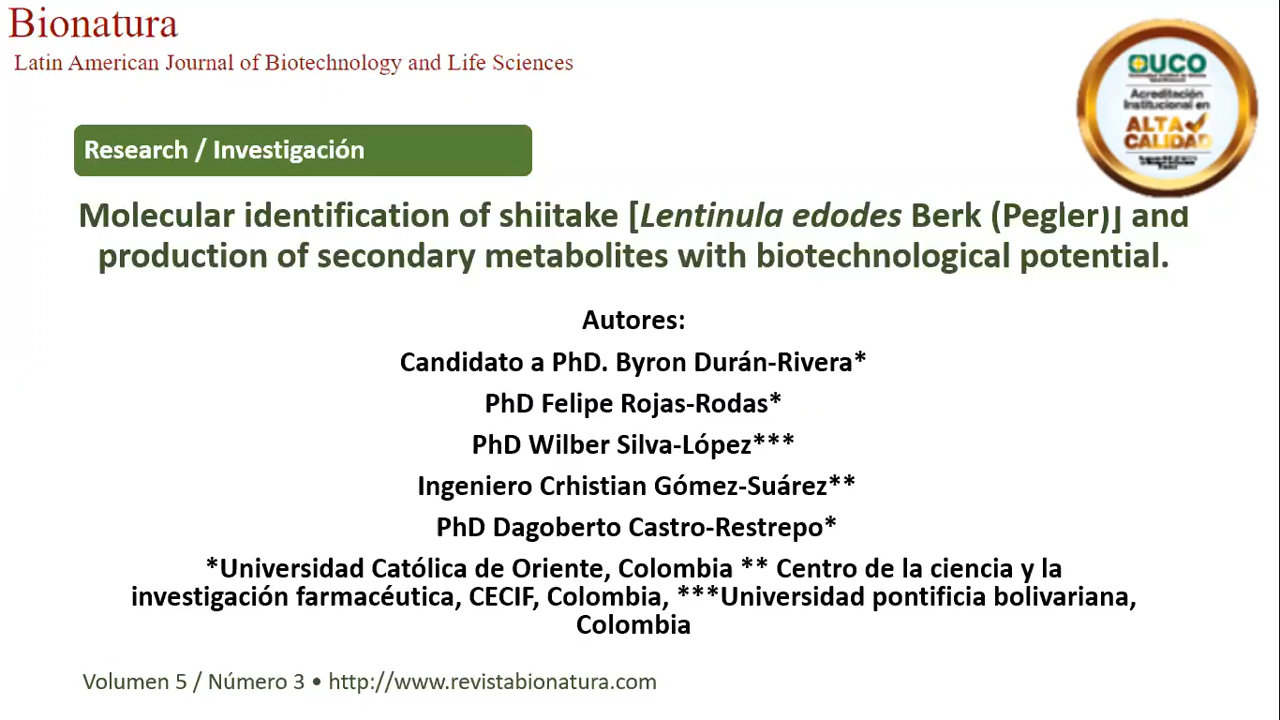 Bionatura
Latin American Journal of Biotechnology and Life Sciences
OUCO
Acreditación
Institucional en
ALTA
CALIDAD
Research / Investigación
Molecular identification of shiitake [Lentinula edodes Berk (Pegler)] and
production of secondary metabolites with biotechnological potential.
Autores:
Candidato a PhD. Byron Durán-Rivera*
PhD Felipe Rojas-Rodas*
PhD Wilber Silva-López***
Ingeniero Crhistian Gómez-Suárez**
PhD Dagoberto Castro-Restrepo*
*Universidad Católica de Oriente, Colombia ** Centro de la ciencia y la
investigación farmacéutica, CECIF, Colombia, ***Universidad pontificia bolivariana,
Colombia
Volumen 5 / Número 3 • http://www.revistabionatura.com